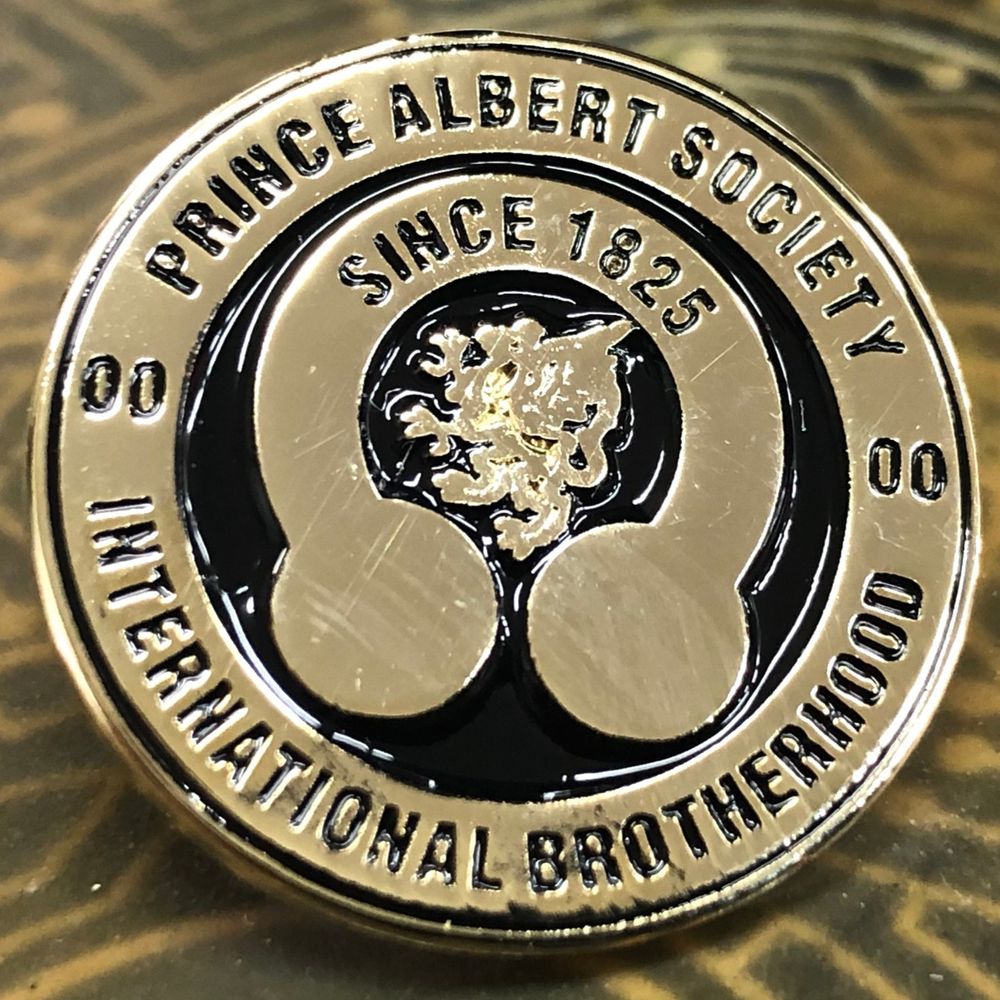 PRINCE ALBERT SOCIETY
SINCE 1825
00
00
INTERNATIONAL BROTHERHOOD